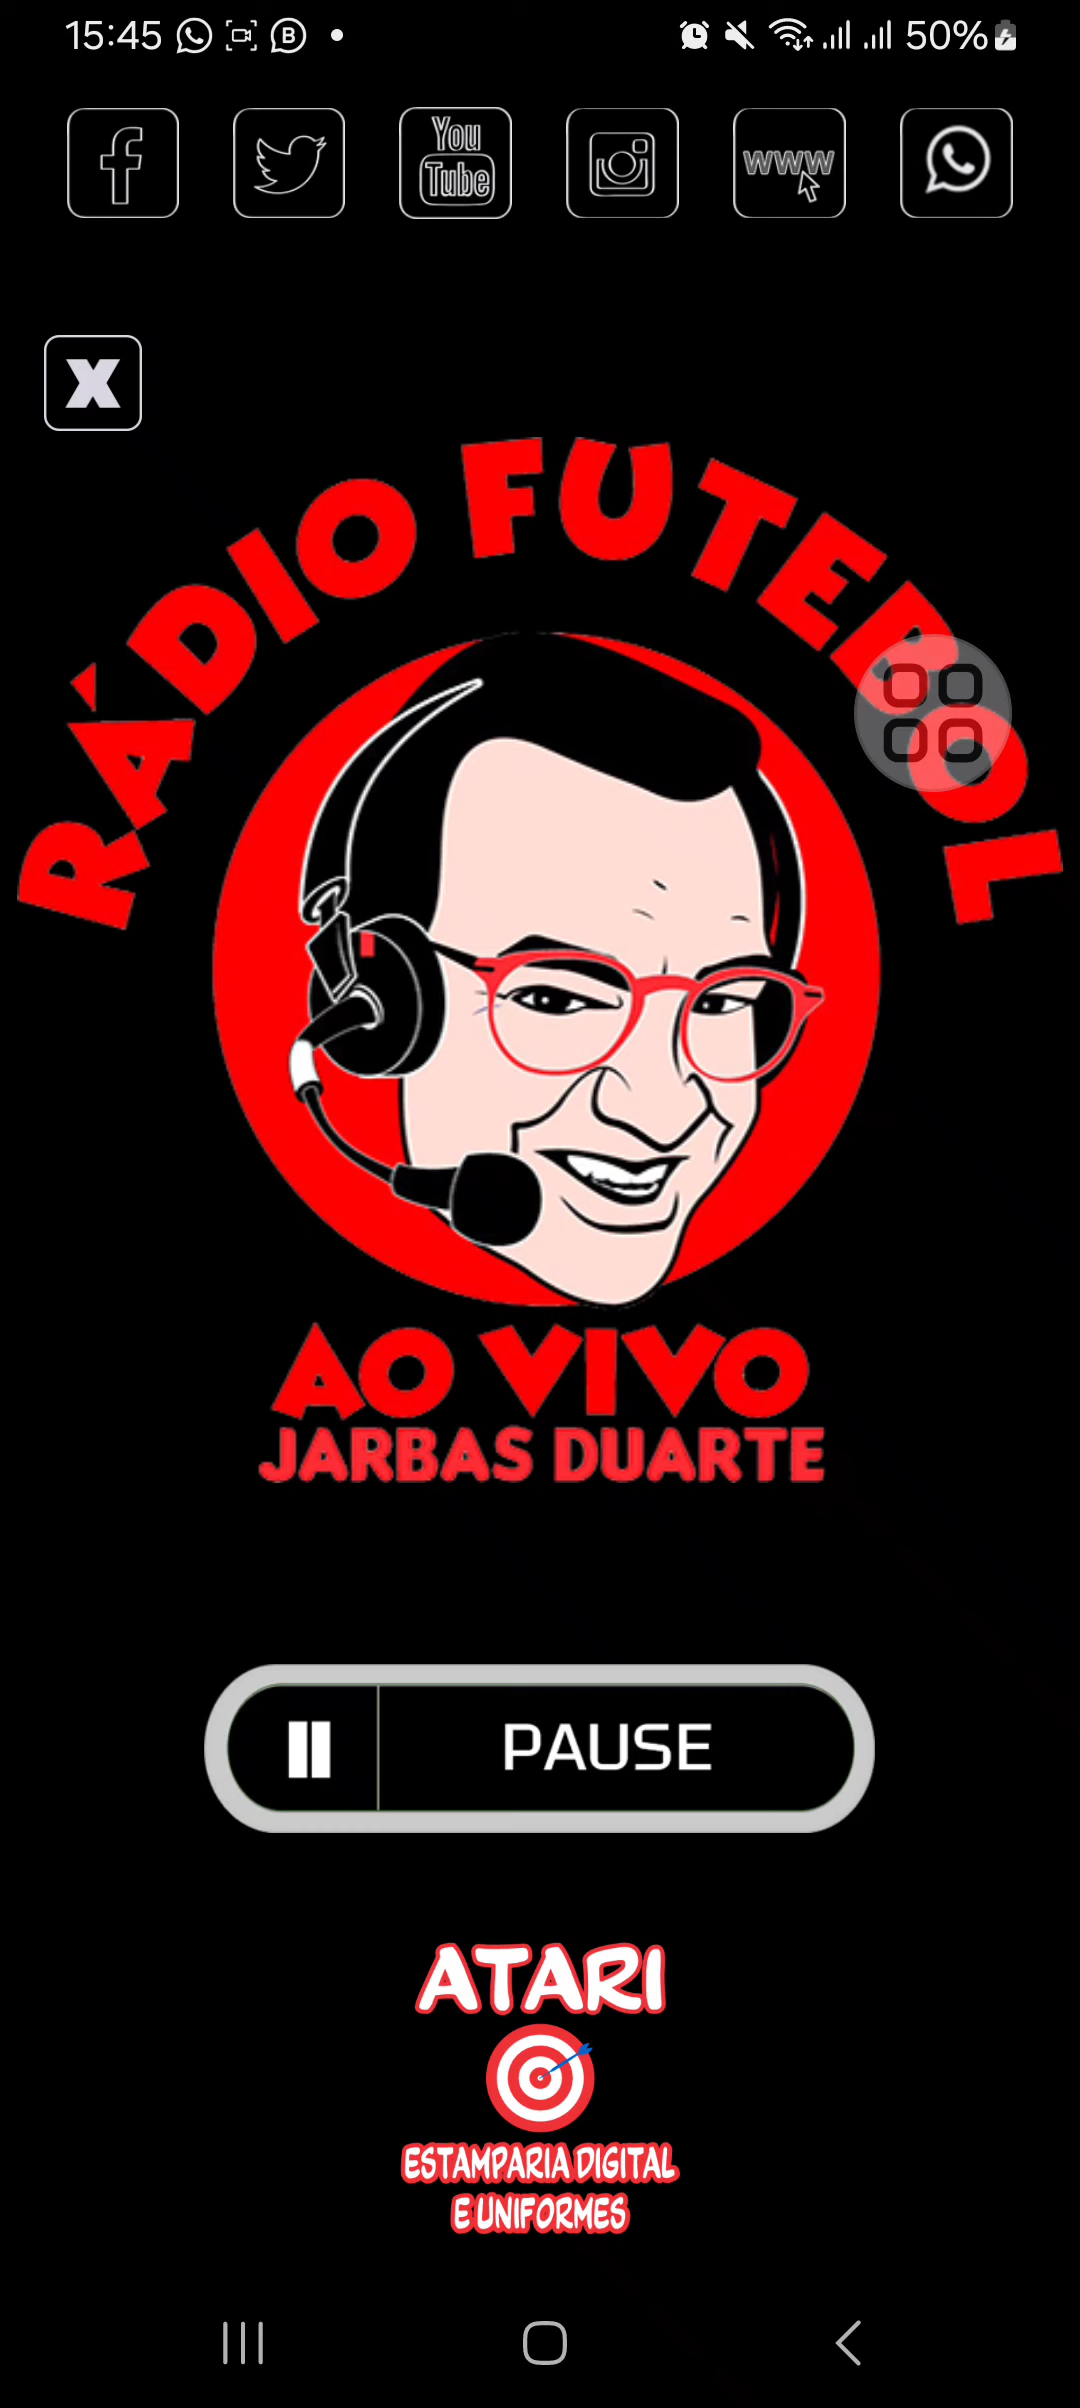 15:45
50%
You
Tube
www
X
RÁDIO FUTEBOL
AO VIVO
JARBAS DUARTE
PAUSE
ATARI
ESTAMPARIA DIGITAL
E UNIFORMES